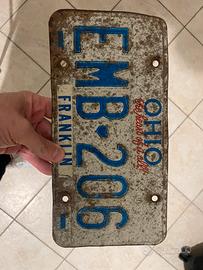 OHIO
the heart of it all!
EMB·206
FRANKLIN